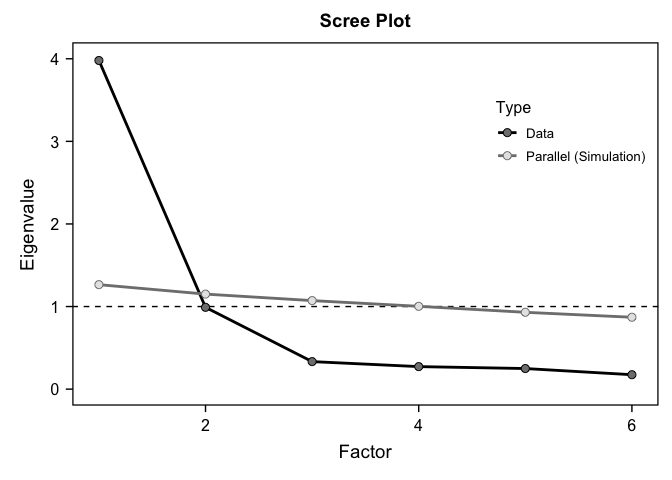 Scree Plot
Eigenvalue
4
3
2
1
0
Type
Data
Parallel (Simulation)
2
4
6
Factor